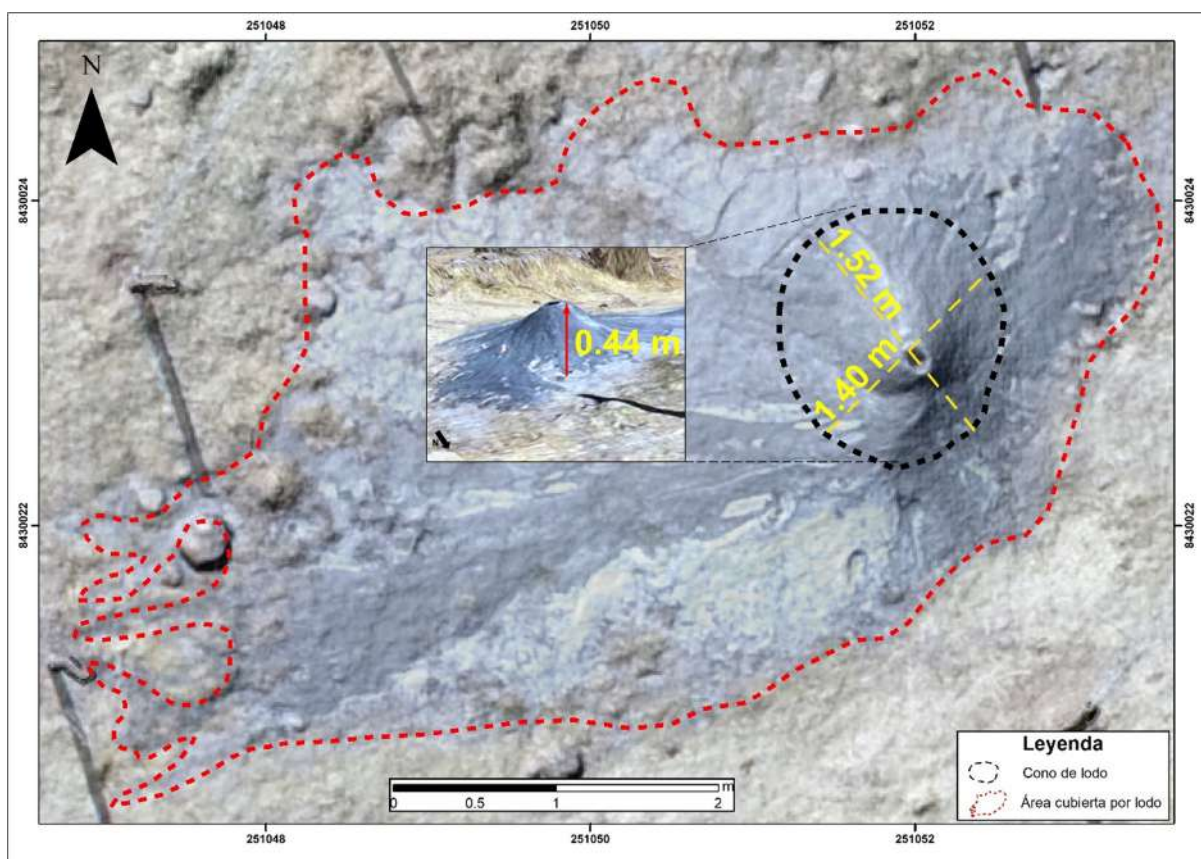 251048
251050
251052
N
8430024
8430024
1.52 m
1.40 m
0.44 m
N
8430022
8430022
Leyenda
Cono de lodo
Área cubierta por lodo
m
0
0.5
1
2
251048
251050
251052